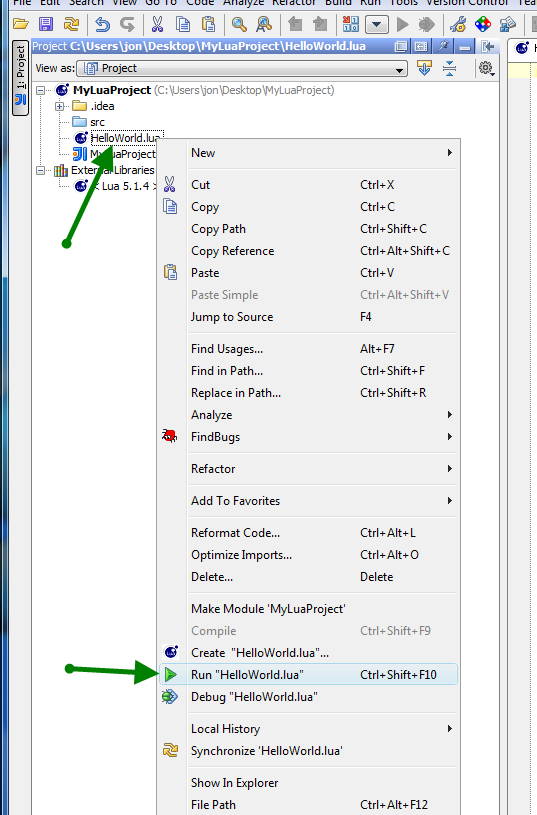 File Edit Search View Go To Code Analyze Refactor Build Run Tools Version Control
Project C:\Users\jon\Desktop\MyLuaProject\HelloWorld.lua
1: Project
View as: Project
MyLuaProject (C:\Users\jon\Desktop\MyLuaProject)
.idea
src
HelloWorld.lua
MyLuaProject
External Libraries
< Lua 5.1.4 >
New
Cut Ctrl+X
Copy Ctrl+C
Copy Path Ctrl+Shift+C
Copy Reference Ctrl+Alt+Shift+C
Paste Ctrl+V
Paste Simple Ctrl+Alt+Shift+V
Jump to Source F4
Find Usages... Alt+F7
Find in Path... Ctrl+Shift+F
Replace in Path... Ctrl+Shift+R
Analyze
FindBugs
Refactor
Add To Favorites
Reformat Code... Ctrl+Alt+L
Optimize Imports... Ctrl+Alt+O
Delete... Delete
Make Module 'MyLuaProject'
Compile Ctrl+Shift+F9
Create "HelloWorld.lua"...
Run "HelloWorld.lua" Ctrl+Shift+F10
Debug "HelloWorld.lua"
Local History
Synchronize 'HelloWorld.lua'
Show In Explorer
File Path Ctrl+Alt+F12